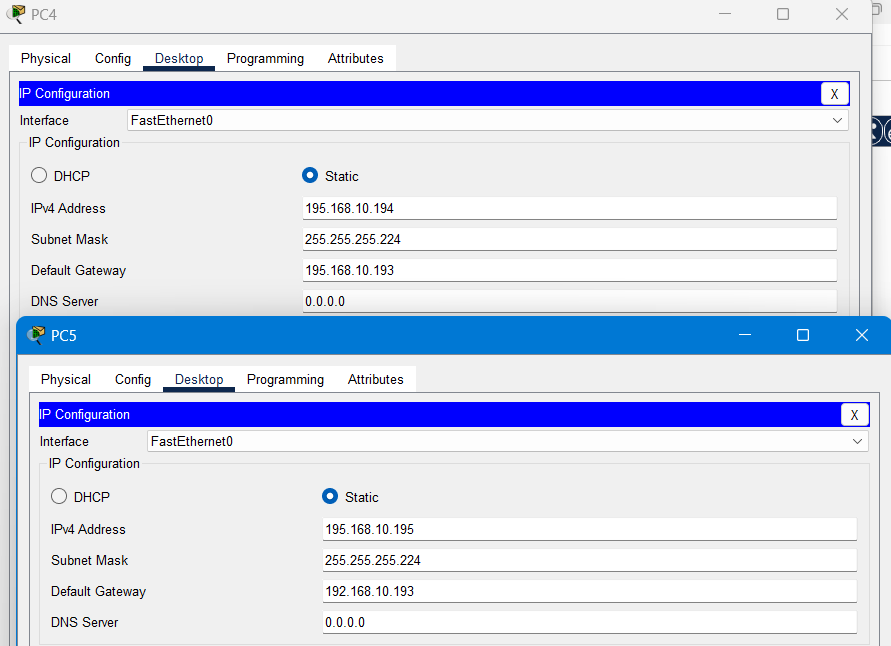 PC4
Physical Config Desktop Programming Attributes
IP Configuration X
Interface FastEthernet0
IP Configuration
DHCP Static
IPv4 Address 195.168.10.194
Subnet Mask 255.255.255.224
Default Gateway 195.168.10.193
DNS Server 0.0.0.0
PC5
Physical Config Desktop Programming Attributes
IP Configuration X
Interface FastEthernet0
IP Configuration
DHCP Static
IPv4 Address 195.168.10.195
Subnet Mask 255.255.255.224
Default Gateway 192.168.10.193
DNS Server 0.0.0.0